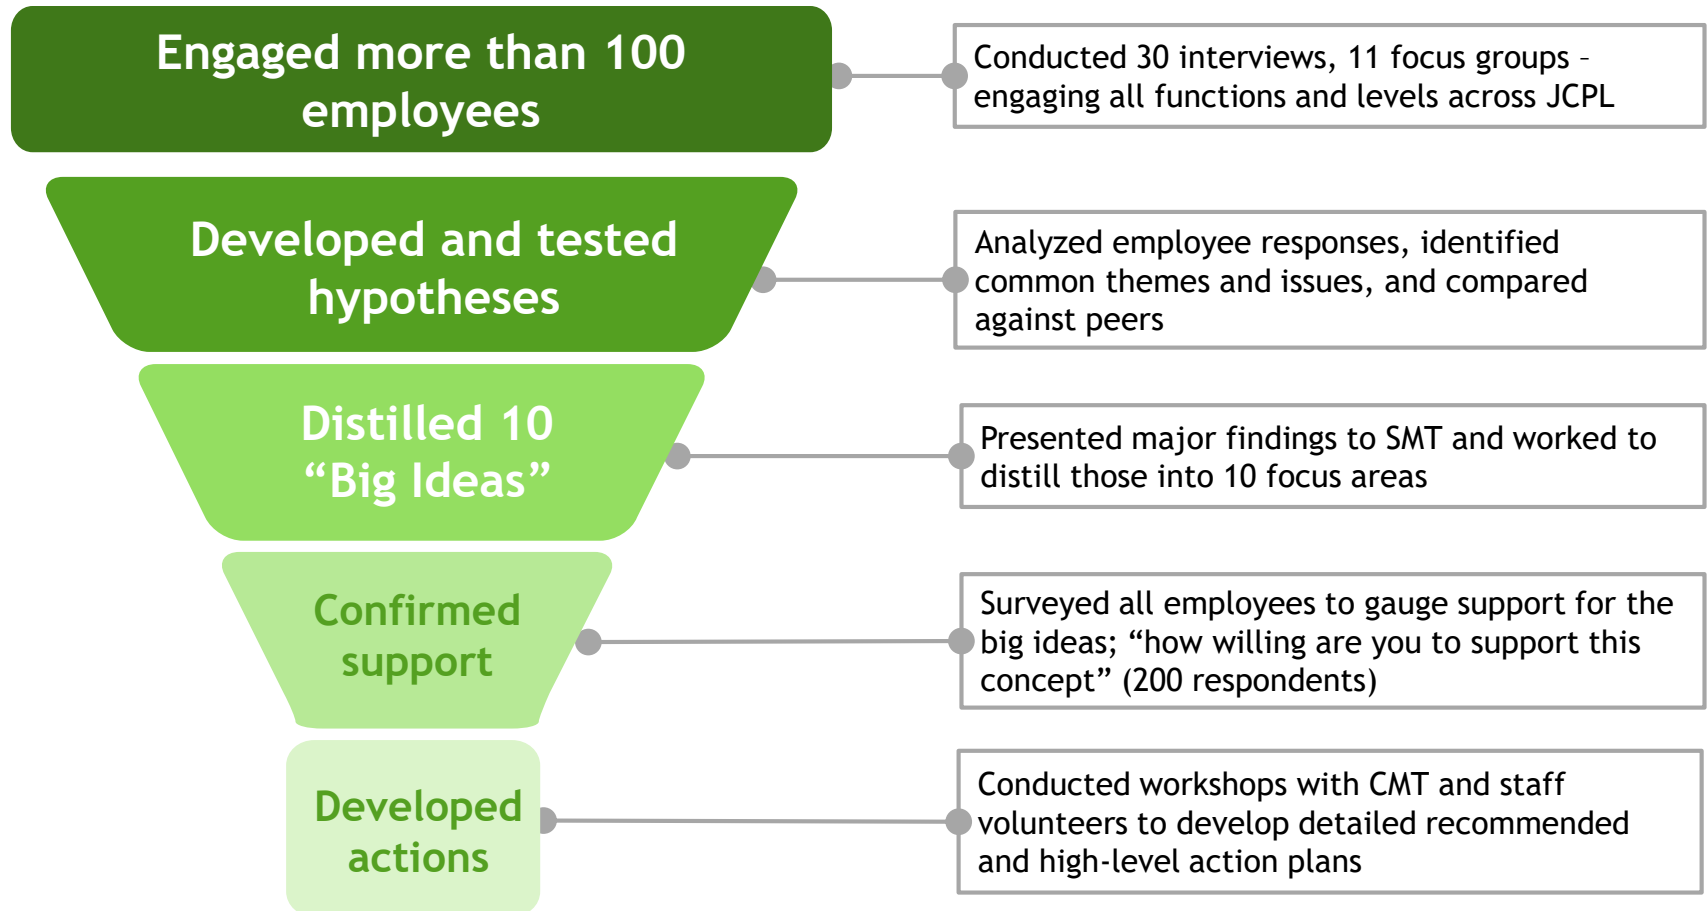 Engaged more than 100
employees
Conducted 30 interviews, 11 focus groups –
engaging all functions and levels across JCPL
Developed and tested
hypotheses
Analyzed employee responses, identified
common themes and issues, and compared
against peers
Distilled 10
“Big Ideas”
Presented major findings to SMT and worked to
distill those into 10 focus areas
Confirmed
support
Surveyed all employees to gauge support for the
big ideas; “how willing are you to support this
concept” (200 respondents)
Developed
actions
Conducted workshops with CMT and staff
volunteers to develop detailed recommended
and high-level action plans